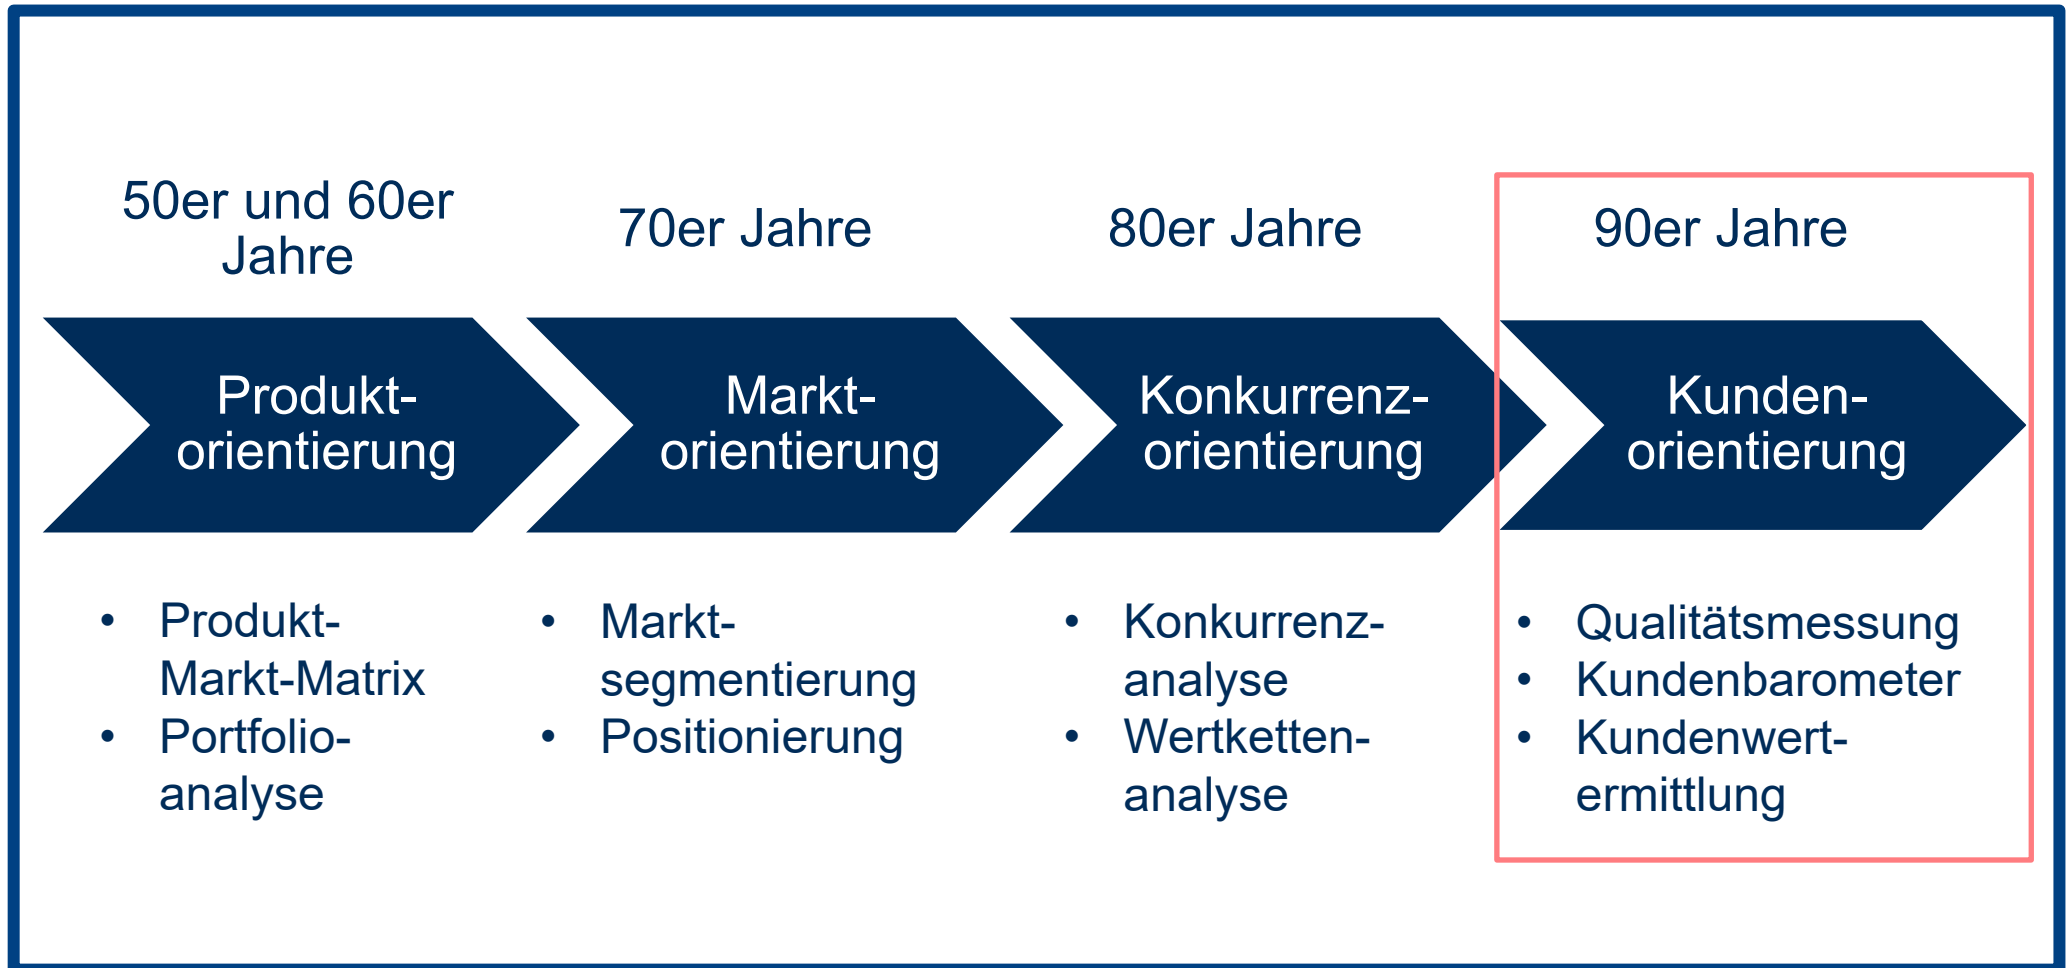 50er und 60er
Jahre
70er Jahre
80er Jahre
90er Jahre
Produkt-
orientierung
Markt-
orientierung
Konkurrenz-
orientierung
Kunden-
orientierung
• Produkt-
Markt-Matrix
• Portfolio-
analyse
• Markt-
segmentierung
• Positionierung
• Konkurrenz-
analyse
• Wertketten-
analyse
• Qualitätsmessung
• Kundenbarometer
• Kundenwert-
ermittlung